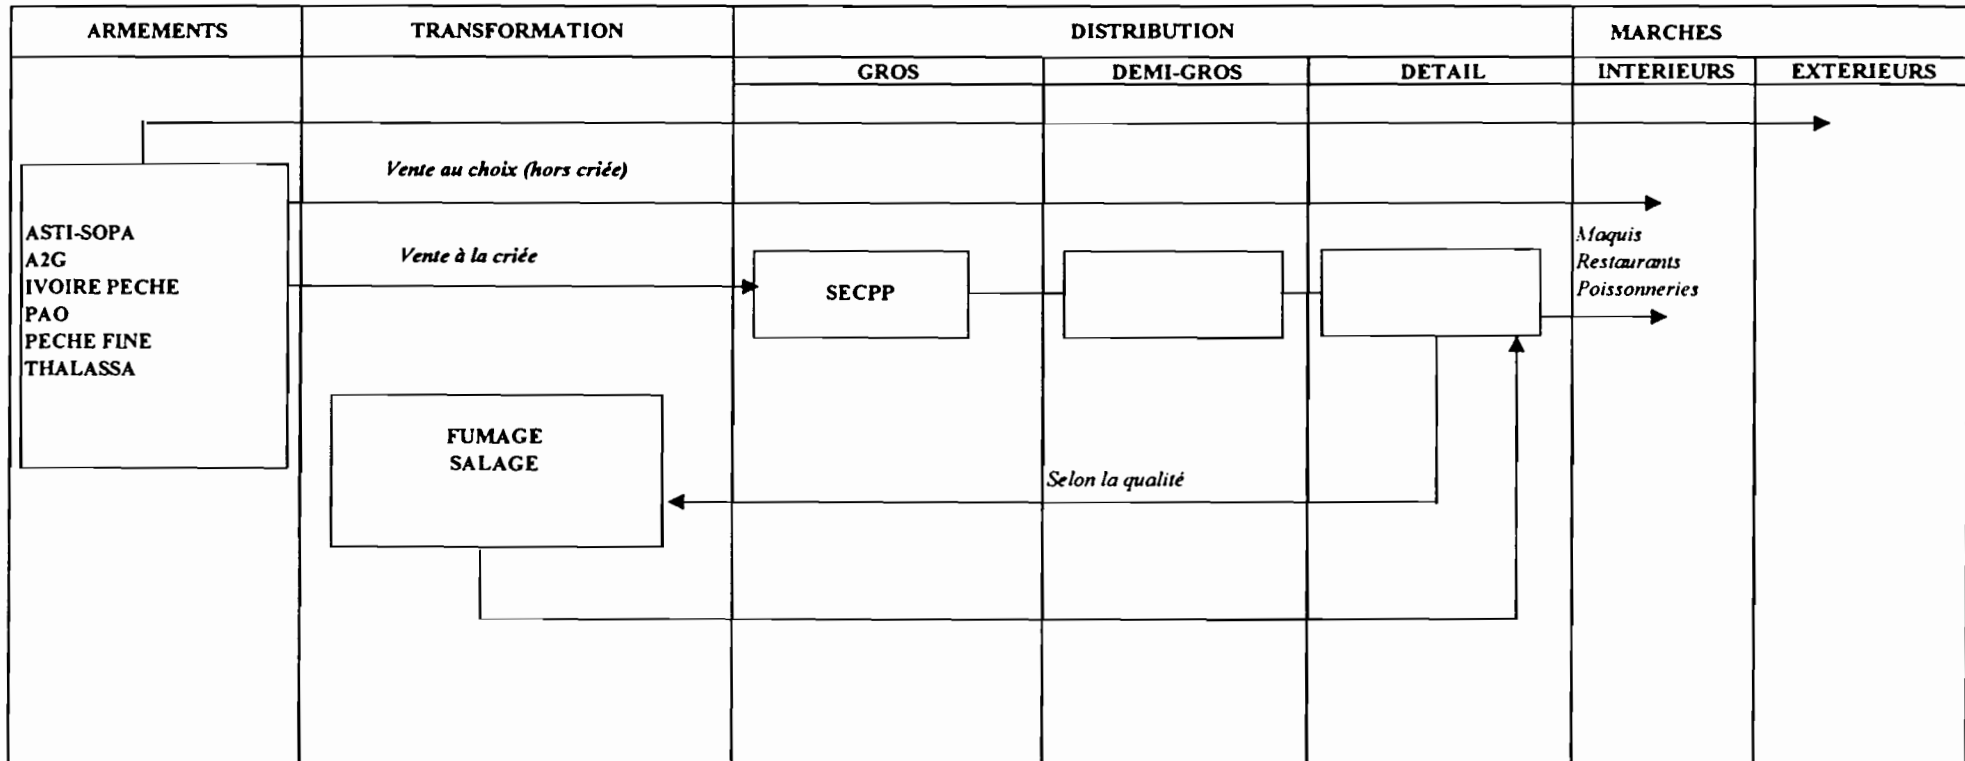 ARMEMENTS
TRANSFORMATION
DISTRIBUTION
MARCHES
GROS
DEMI-GROS
DETAIL
INTERIEURS
EXTERIEURS
Vente au choix (hors criée)
ASTI-SOPA
A2G
IVOIRE PECHE
PAO
PECHE FINE
THALASSA
Vente à la criée
SECPP
Maquis
Restaurants
Poissonneries
FUMAGE
SALAGE
Selon la qualité